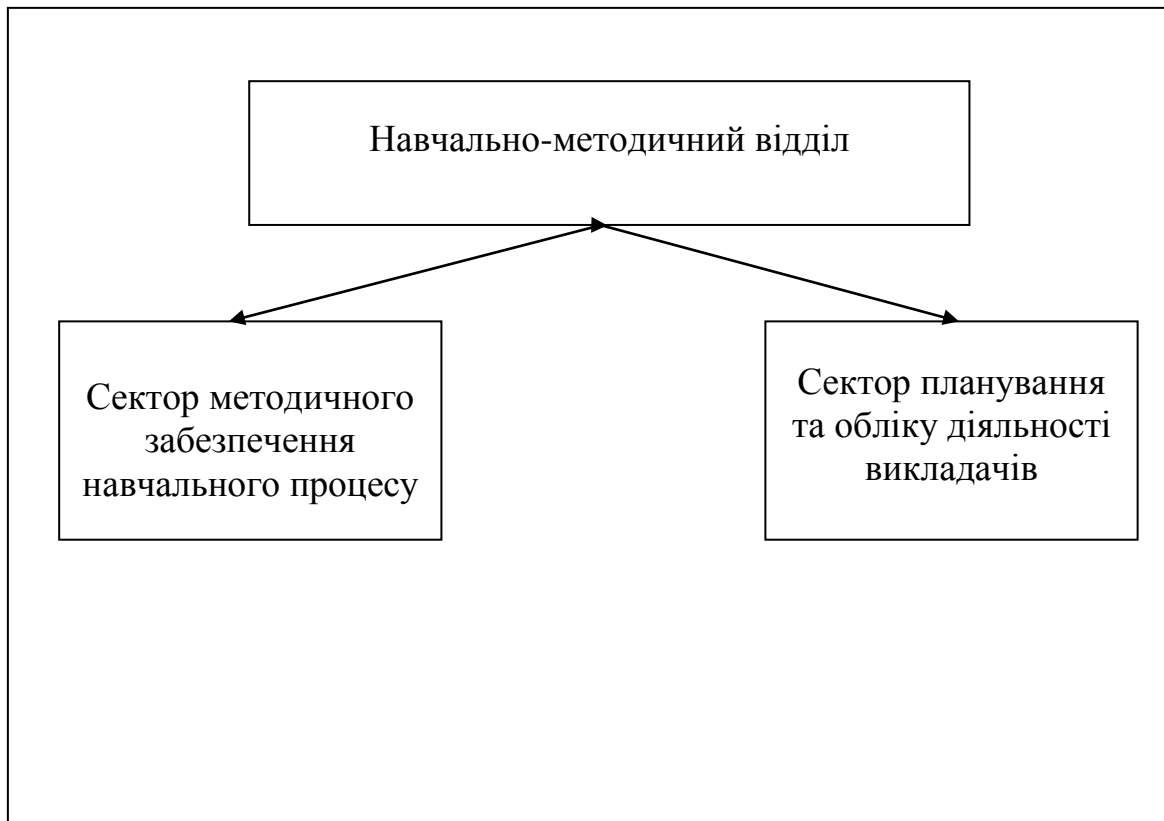 Навчально-методичний відділ
Сектор методичного
забезпечення
навчального процесу
Сектор планування
та обліку діяльності
викладачів